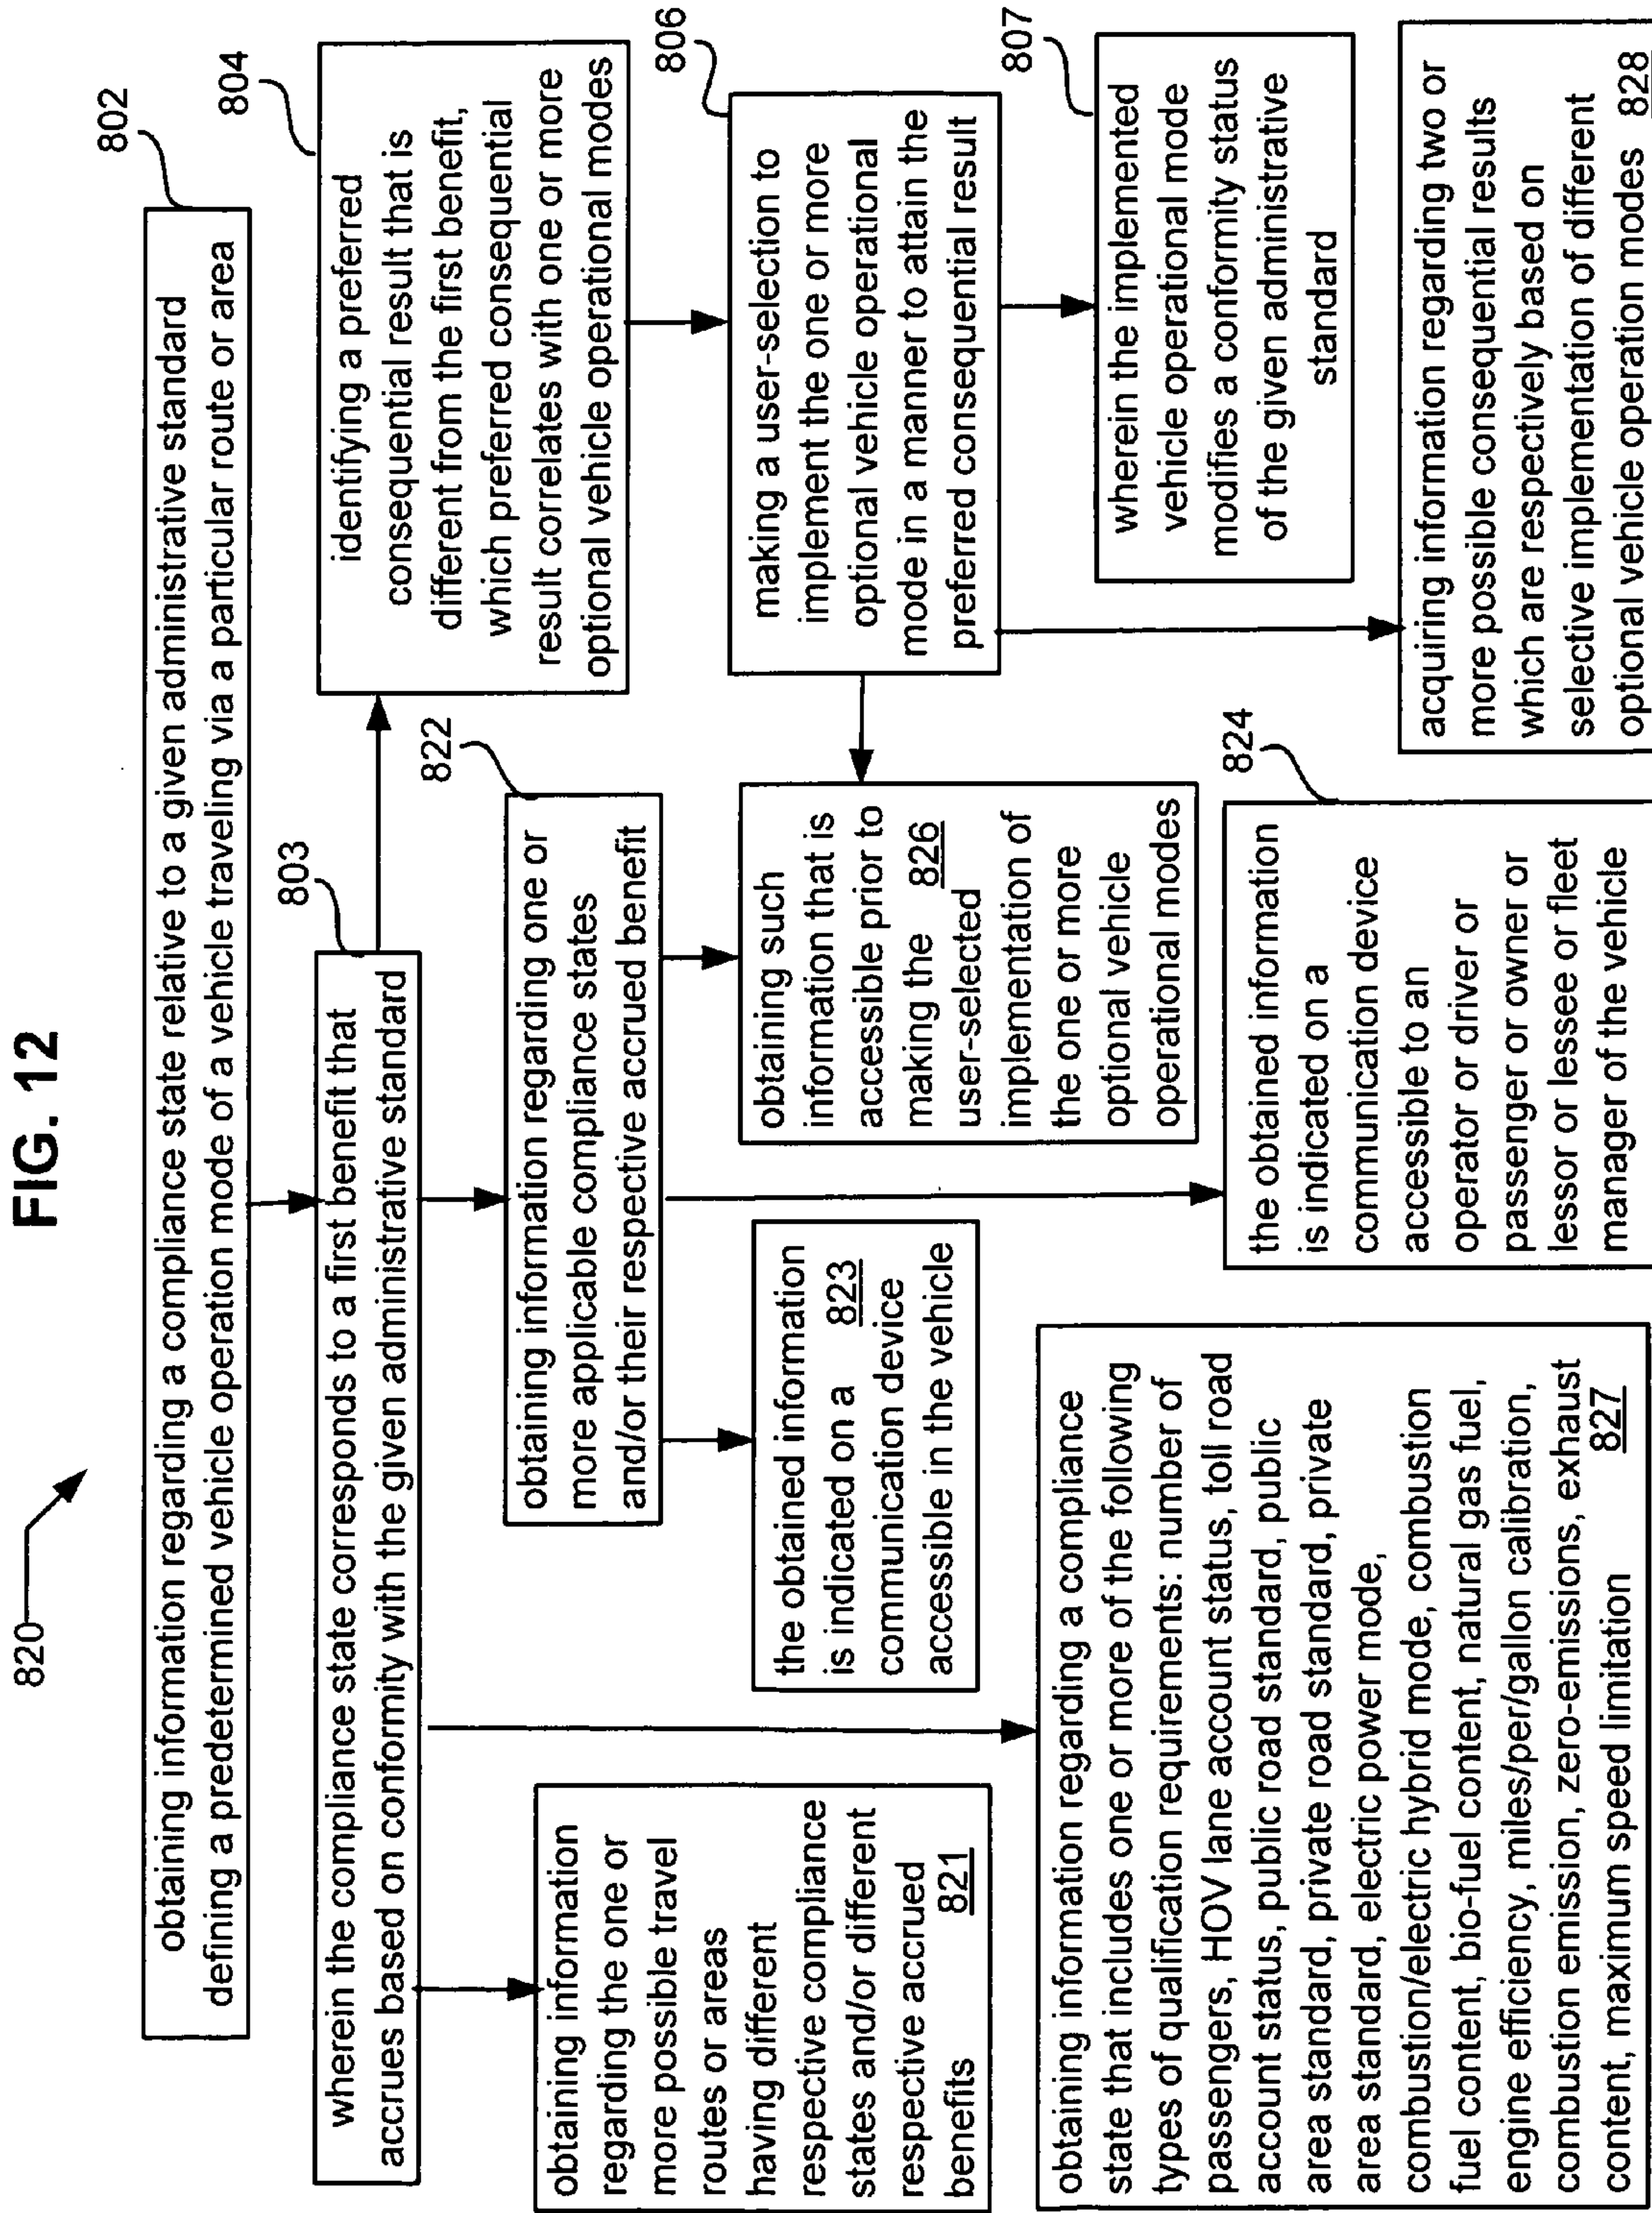 FIG. 12
820
802
obtaining information regarding a compliance state relative to a given administrative standard
defining a predetermined vehicle operation mode of a vehicle traveling via a particular route or area
803
wherein the compliance state corresponds to a first benefit that
accrues based on conformity with the given administrative standard
804
identifying a preferred
consequential result that is
different from the first benefit,
which preferred consequential
result correlates with one or more
optional vehicle operational modes
822
obtaining information regarding one or
more applicable compliance states
and/or their respective accrued benefit
806
making a user-selection to
implement the one or more
optional vehicle operational
mode in a manner to attain the
preferred consequential result
obtaining information
regarding the one or
more possible travel
routes or areas
having different
respective compliance
states and/or different
respective accrued
benefits 821
the obtained information
is indicated on a 823
communication device
accessible in the vehicle
obtaining such
information that is
accessible prior to
making the 826
user-selected
implementation of
the one or more
optional vehicle
operational modes
807
wherein the implemented
vehicle operational mode
modifies a conformity status
of the given administrative
standard
obtaining information regarding a compliance
state that includes one or more of the following
types of qualification requirements: number of
passengers, HOV lane account status, toll road
account status, public road standard, public
area standard, private road standard, private
area standard, electric power mode,
combustion/electric hybrid mode, combustion
fuel content, bio-fuel content, natural gas fuel,
engine efficiency, miles/per/gallon calibration,
combustion emission, zero-emissions, exhaust
content, maximum speed limitation 827
824
the obtained information
is indicated on a
communication device
accessible to an
operator or driver or
passenger or owner or
lessor or lessee or fleet
manager of the vehicle
acquiring information regarding two or
more possible consequential results
which are respectively based on
selective implementation of different
optional vehicle operation modes 828